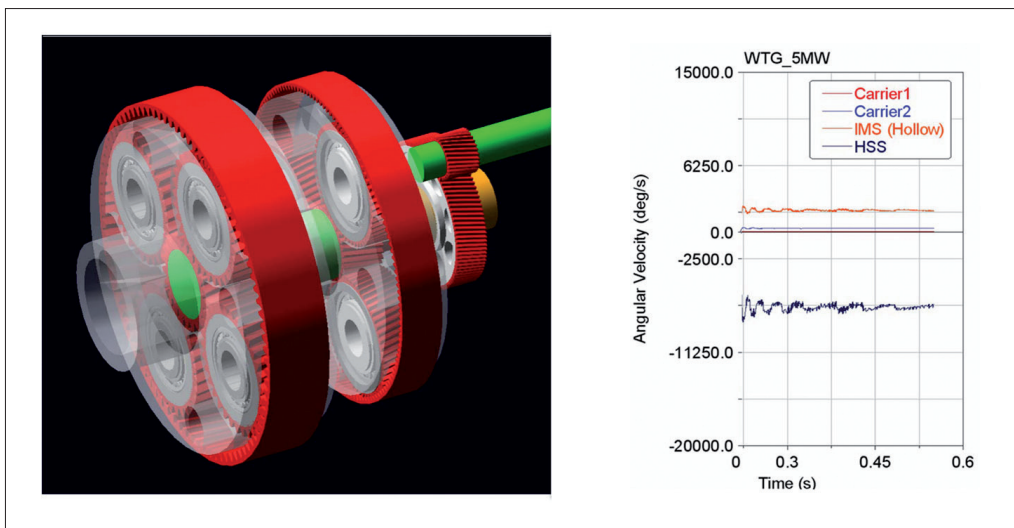 WTG_5MW
15000.0
Carrier1
Carrier2
IMS (Hollow)
HSS
6250.0
0.0
-2500.0
-11250.0
-20000.0
Angular Velocity (deg/s)
0 0.3 0.45 0.6
Time (s)